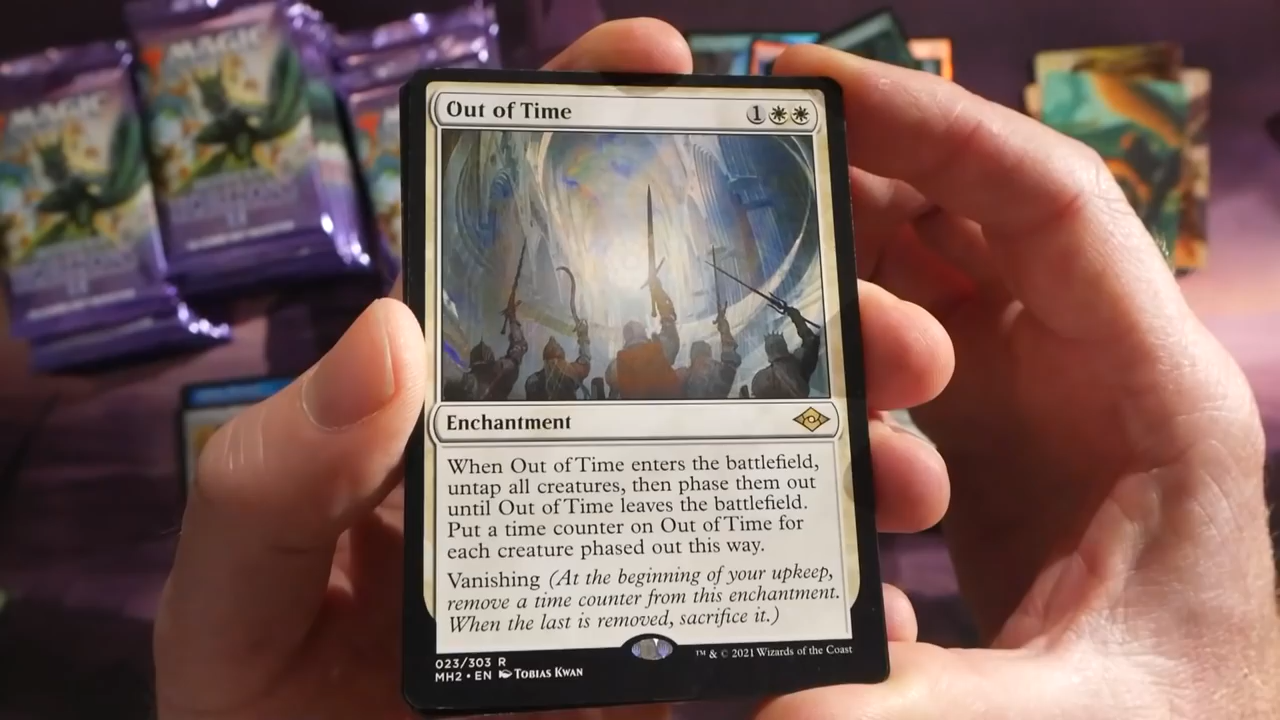 MAGIC
MAGIC
Out of Time
1
Enchantment
When Out of Time enters the battlefield,
untap all creatures, then phase them out
until Out of Time leaves the battlefield.
Put a time counter on Out of Time for
each creature phased out this way.
Vanishing (At the beginning of your upkeep,
remove a time counter from this enchantment.
When the last is removed, sacrifice it.)
023/303 R
MH2 • EN Tobias Kwan
™ & © 2021 Wizards of the Coast